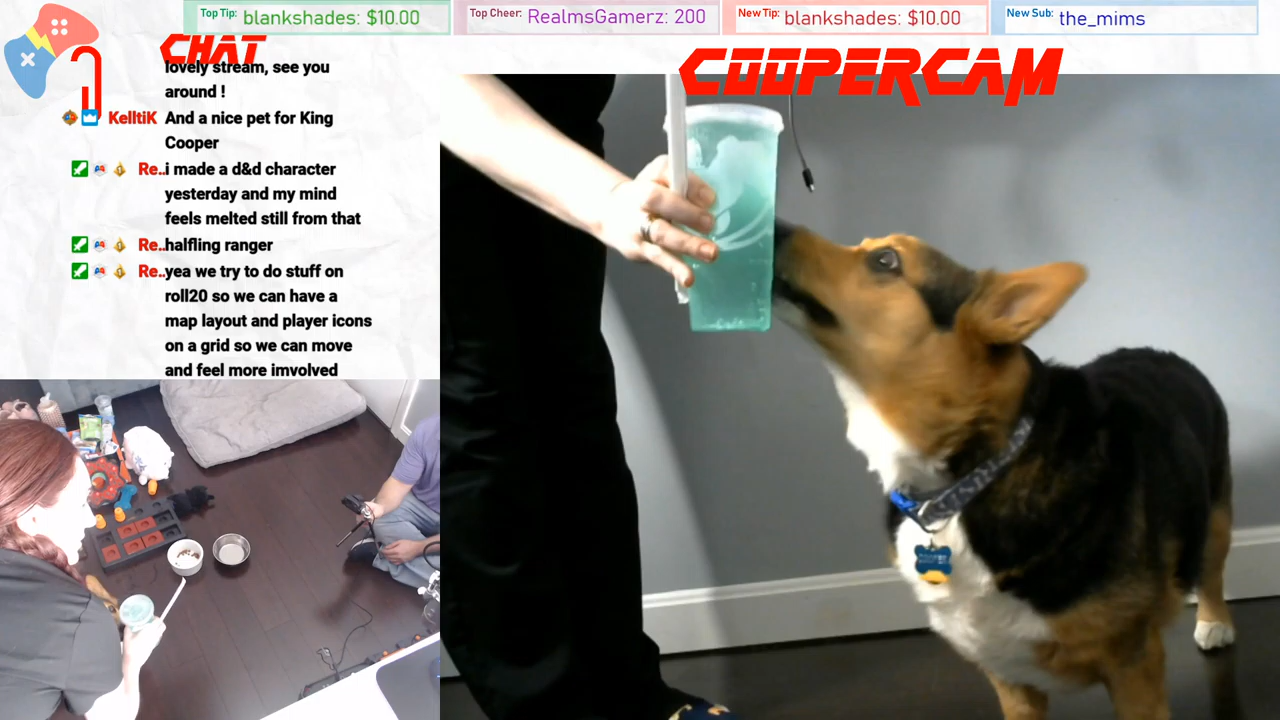 Top Tip: blankshades: $10.00
Top Cheer: RealmsGamerz: 200
New Tip: blankshades: $10.00
New Sub: the_mims
CHAT
COOPERCAM
lovely stream, see you
around !
KelltiK And a nice pet for King
Cooper
Re.. i made a d&d character
yesterday and my mind
feels melted still from that
Re.. halfling ranger
Re.. yea we try to do stuff on
roll20 so we can have a
map layout and player icons
on a grid so we can move
and feel more imvolved
COOPER